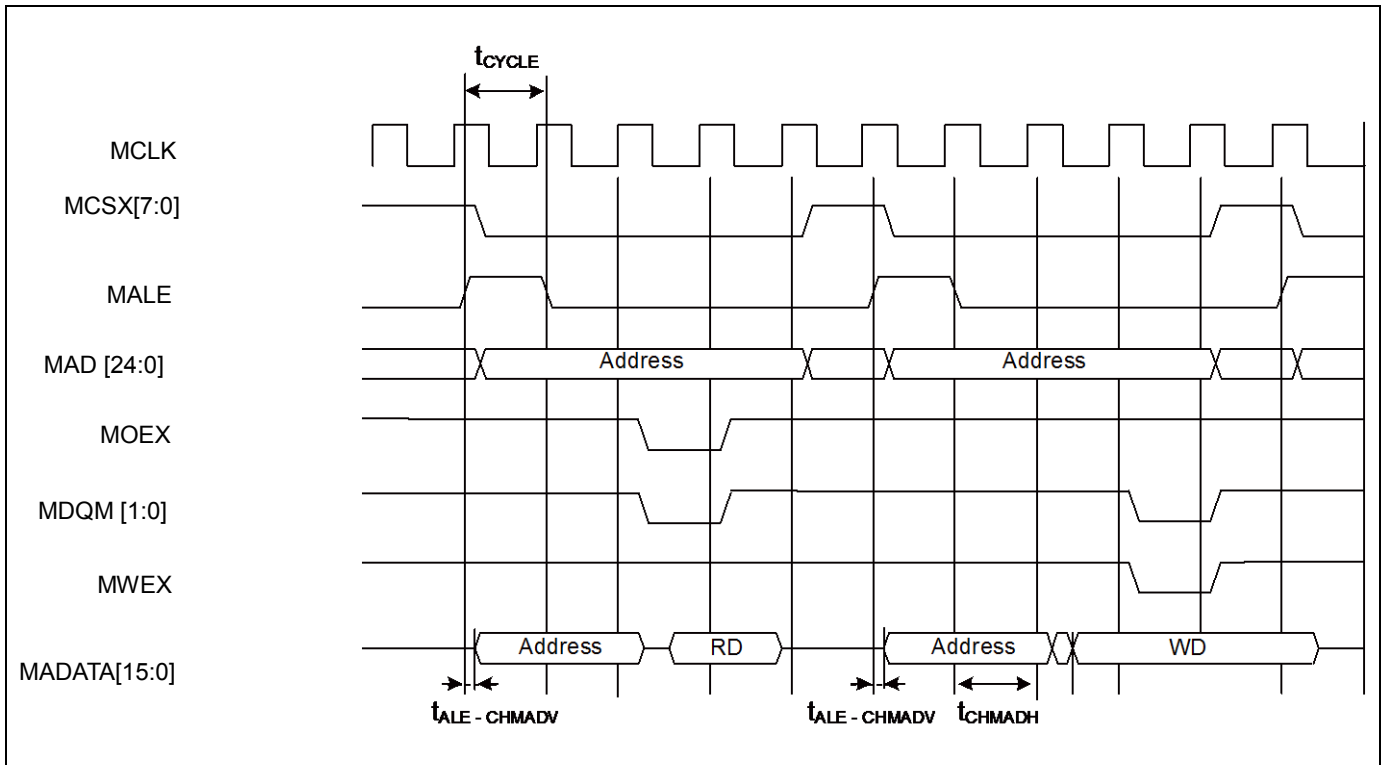 tCYCLE
MCLK
MCSX[7:0]
MALE
MAD [24:0]
Address
Address
MOEX
MDQM [1:0]
MWEX
MADATA[15:0]
Address
RD
Address
WD
tALE - CHMADV
tALE - CHMADV
tCHMADH